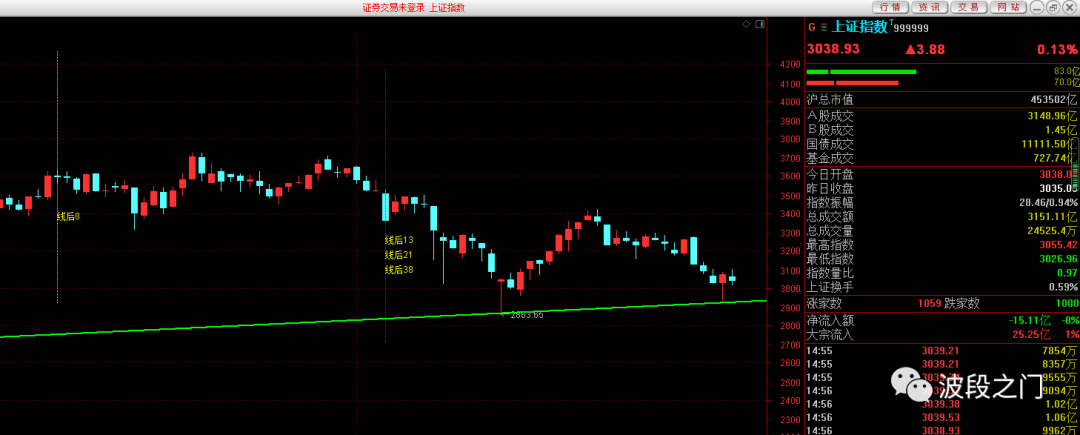 证券交易未登录 上证指数
行情 资讯 交易 网站
G 上证指数 T 999999
3038.93 ▲3.88 0.13%
83.0亿
70.0亿
沪总市值 453502亿
A股成交 3148.96亿
B股成交 1.45亿
国债成交 11111.50亿
基金成交 727.74亿
今日开盘 3038.0
昨日收盘 3035.05
指数振幅 28.46/0.94%
总成交额 3151.11亿
总成交量 24525.4万
最高指数 3055.42
最低指数 3026.96
指数量比 0.97
上证换手 0.59%
涨家数 1059 跌家数 1000
净流入额 -15.11亿 -0%
大宗流入 25.25亿 1%
14:55 3039.21 7854万
14:55 3039.21 8357万
14:55 9555万
14:56 9094万
14:56 3039.38 1.02亿
14:56 3039.53 1.06亿
14:56 3038.93 9962万
4200
4100
4000
3900
3800
3700
3600
3500
3400
3300
3200
3100
3000
2900
2800
2700
2600
2500
2400
2300
线后8
线后13
线后21
线后38
2863.65
波段之门